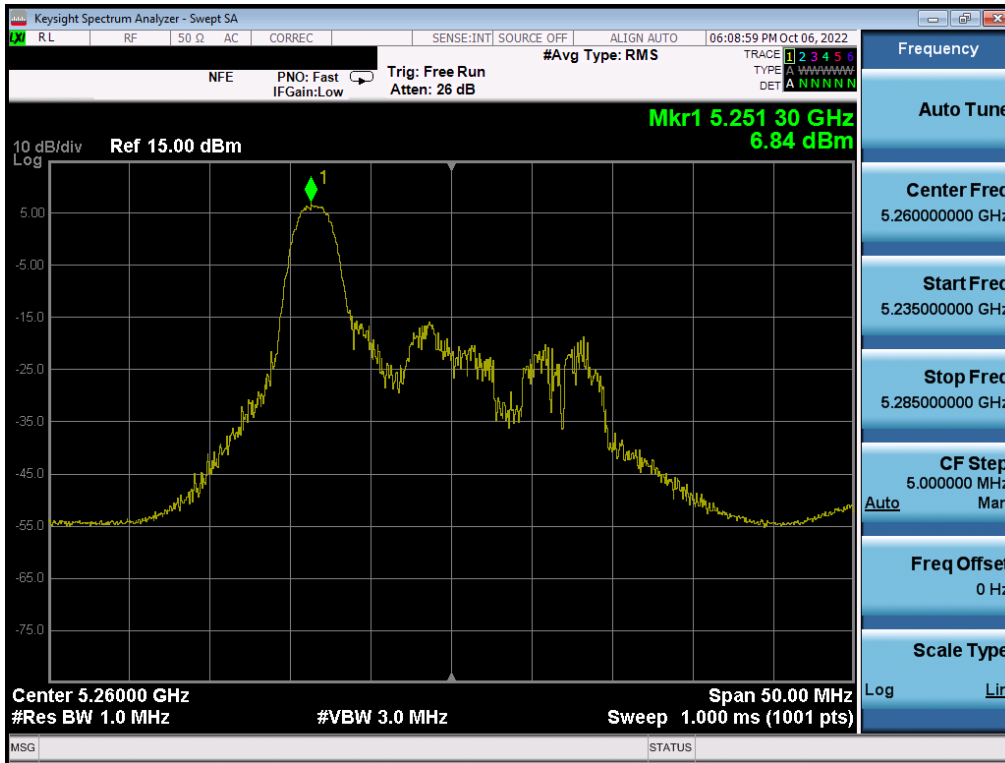 Keysight Spectrum Analyzer - Swept SA
LXI RL RF 50 Ω AC CORREC SENSE:INT SOURCE OFF ALIGN AUTO 06:08:59 PM Oct 06, 2022
#Avg Type: RMS
TRACE 1 2 3 4 5 6
TYPE A WWWWW
DET A N N N N N
NFE PNO: Fast Trig: Free Run
IFGain:Low Atten: 26 dB
Mkr1 5.251 30 GHz
6.84 dBm
10 dB/div Ref 15.00 dBm
Log
1
5.00
-5.00
-15.0
-25.0
-35.0
-45.0
-55.0
-65.0
-75.0
Center 5.26000 GHz Span 50.00 MHz
#Res BW 1.0 MHz #VBW 3.0 MHz Sweep 1.000 ms (1001 pts)
MSG STATUS
Frequency
Auto Tune
Center Freq
5.260000000 GHz
Start Freq
5.235000000 GHz
Stop Freq
5.285000000 GHz
CF Step
5.000000 MHz
Auto Man
Freq Offset
0 Hz
Scale Type
Log Lin